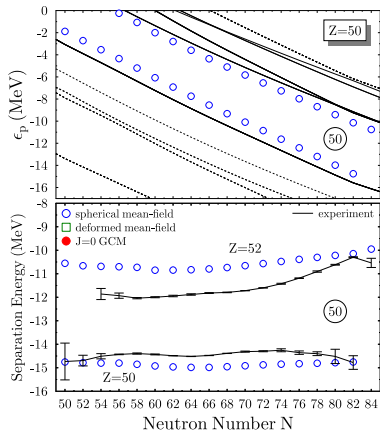 0
-2
-4
-6
-8
-10
-12
-14
-16
ϵp (MeV)
Z=50
50
-8
-9
-10
-11
-12
-13
-14
-15
-16
Separation Energy (MeV)
spherical mean-field
deformed mean-field
J=0 GCM
experiment
Z=52
50
Z=50
50 52 54 56 58 60 62 64 66 68 70 72 74 76 78 80 82 84
Neutron Number N